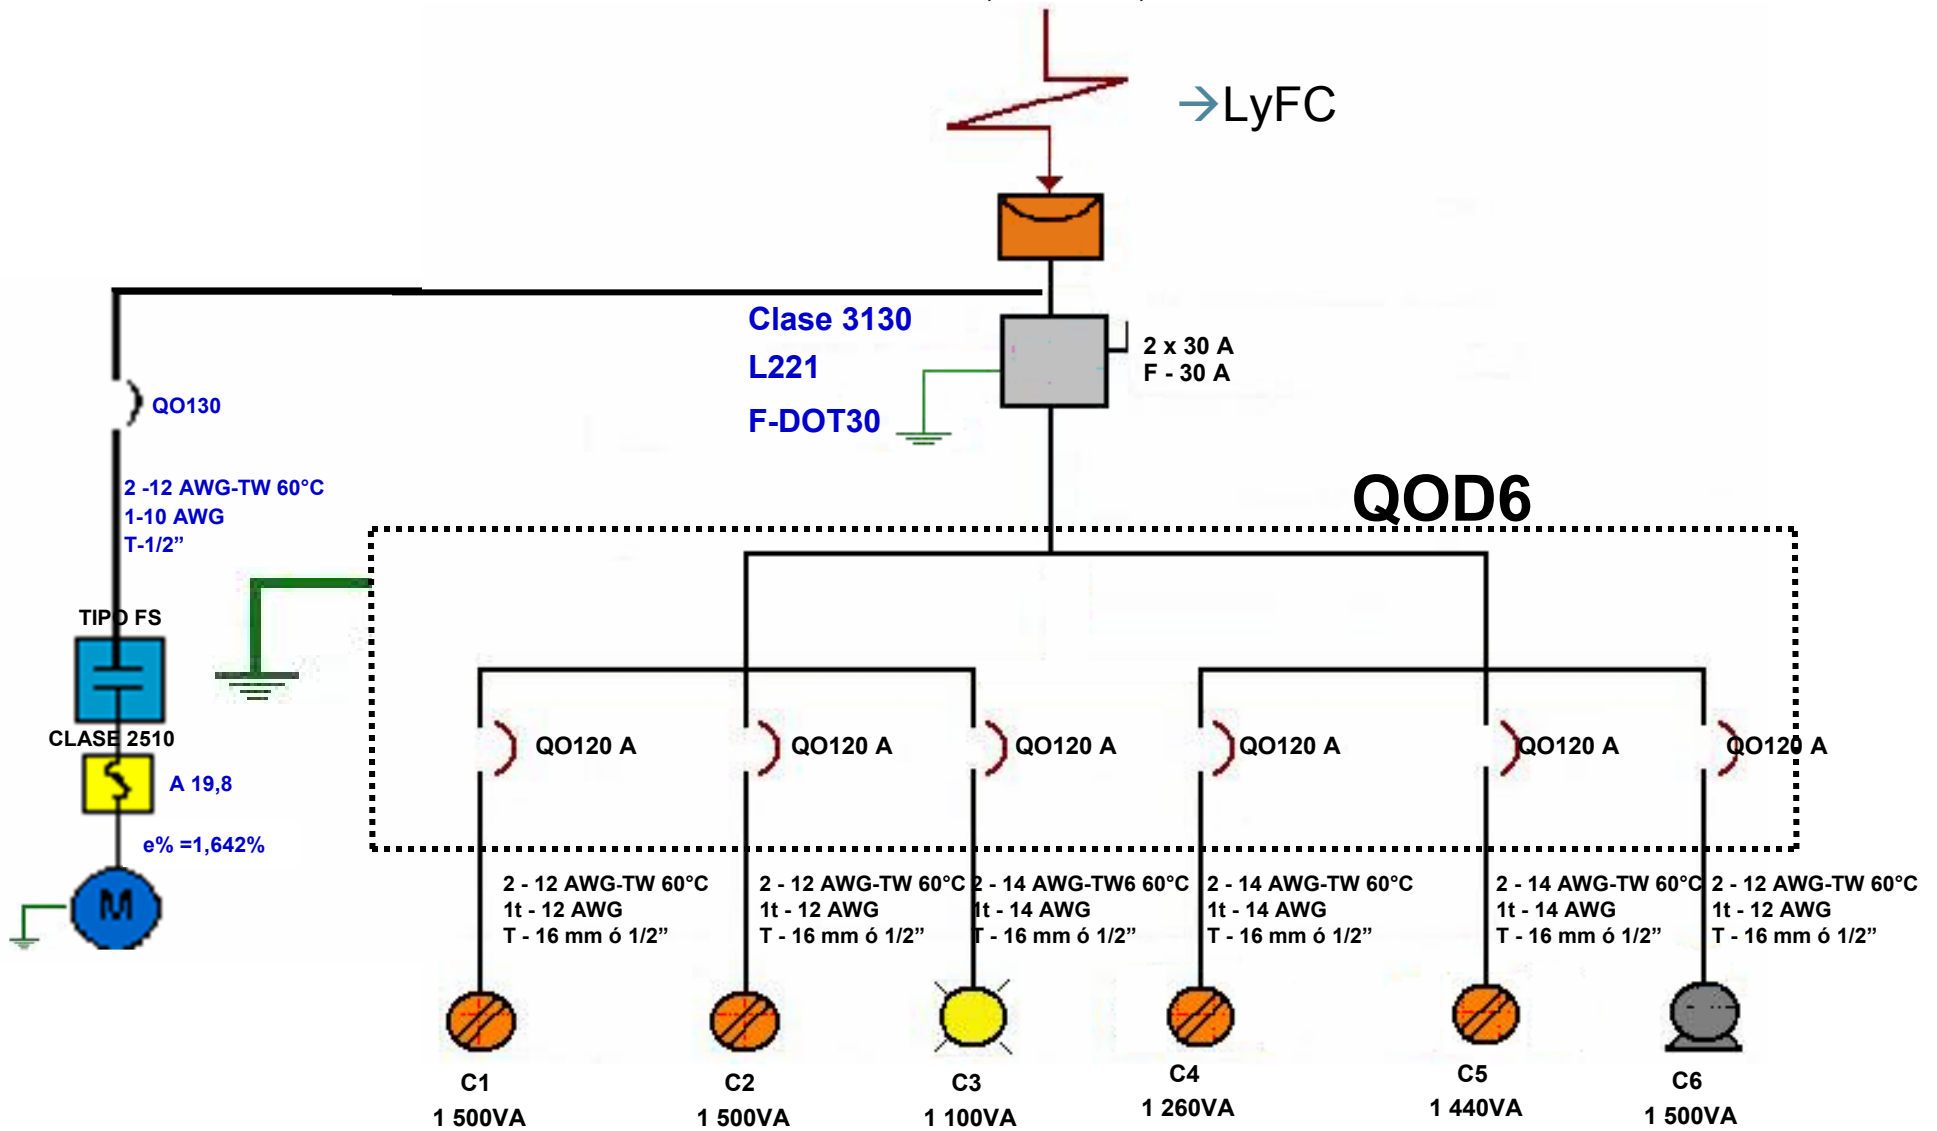 →LyFC
Clase 3130
L221
F-DOT30
2 x 30 A
F - 30 A
QO130
2 -12 AWG-TW 60°C
1-10 AWG
T-1/2”
QOD6
TIPO FS
CLASE 2510
A 19,8
e% =1,642%
M
QO120 A
QO120 A
QO120 A
QO120 A
QO120 A
QO120 A
2 - 12 AWG-TW 60°C
1t - 12 AWG
T - 16 mm ó 1/2”
2 - 12 AWG-TW 60°C
1t - 12 AWG
T - 16 mm ó 1/2”
2 - 14 AWG-TW6 60°C
1t - 14 AWG
T - 16 mm ó 1/2”
2 - 14 AWG-TW 60°C
1t - 14 AWG
T - 16 mm ó 1/2”
2 - 14 AWG-TW 60°C
1t - 14 AWG
T - 16 mm ó 1/2”
2 - 12 AWG-TW 60°C
1t - 12 AWG
T - 16 mm ó 1/2”
C1
1 500VA
C2
1 500VA
C3
1 100VA
C4
1 260VA
C5
1 440VA
C6
1 500VA